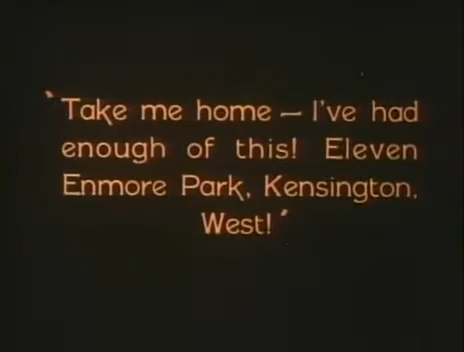 'Take me home — I've had
enough of this! Eleven
Enmore Park, Kensington,
West!'